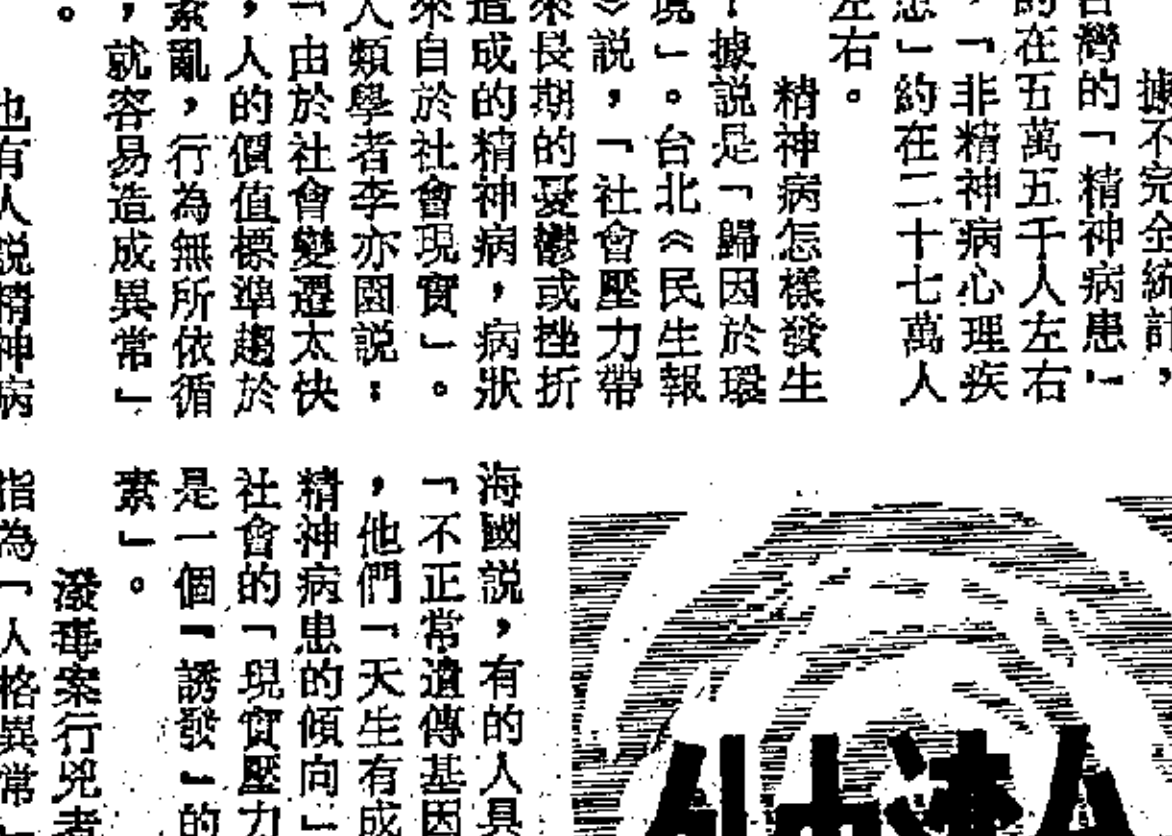 據不完全統計，
台灣的「精神病患」
約在五萬五千人左右
，「非精神病心理疾
患」約在二十七萬人
左右。
精神病怎樣發生
？據說是「歸因於環
境」。台北《民生報
》說，「社會壓力帶
來長期的憂鬱或挫折
造成的精神病，病狀
來自於社會現實」。
人類學者李亦園說：
「由於社會變遷太快
，人的價值標準趨於
紊亂，行為無所依循
，就容易造成異常」
。
也有人說精神病
海國說，有的人具
「不正常遺傳基因
，他們「天生有成
精神病患的傾向」
社會的「現實壓力
是一個「誘發」的
素」。
潑毒案行兇者
指為「人格異常